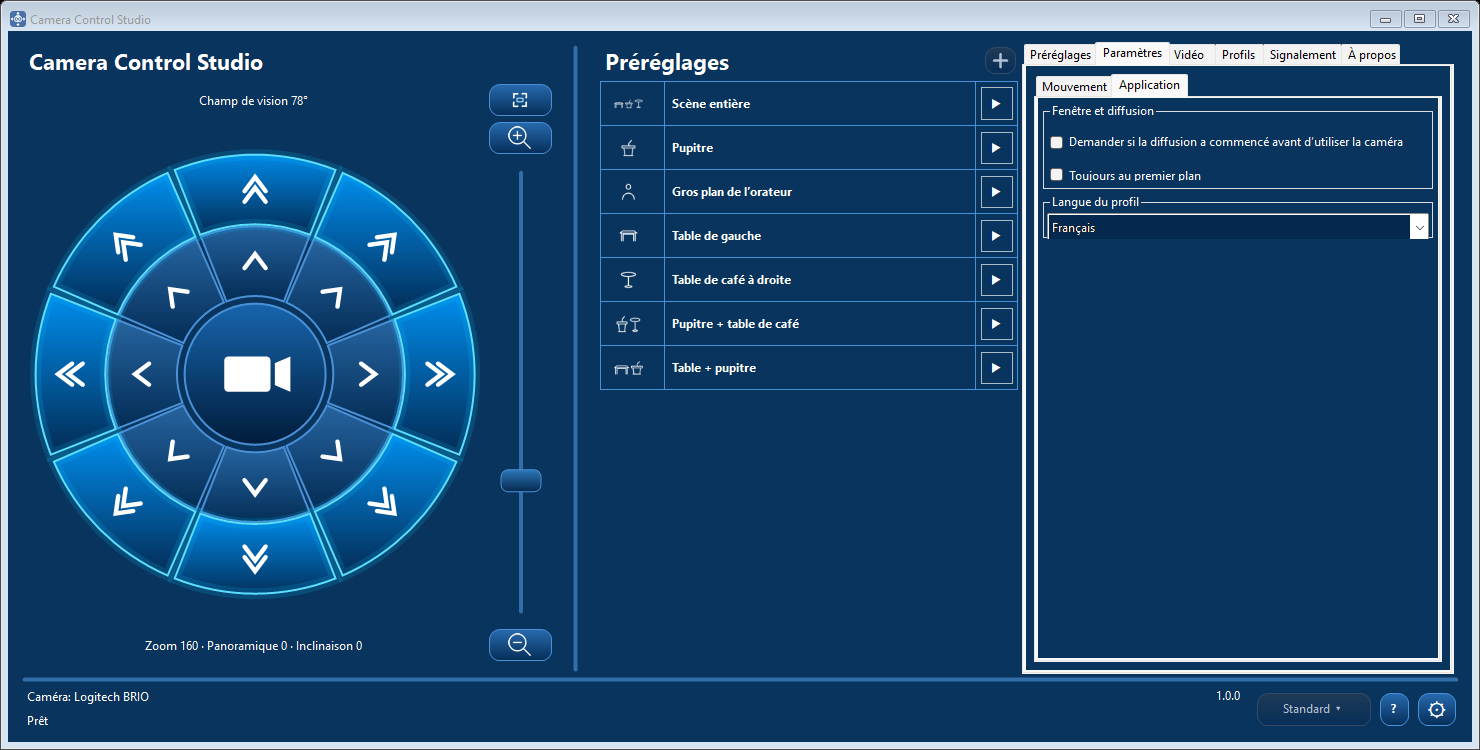 Camera Control Studio
Camera Control Studio
Champ de vision 78°
Zoom 160 · Panoramique 0 · Inclinaison 0
Préréglages
Scène entière
Pupitre
Gros plan de l’orateur
Table de gauche
Table de café à droite
Pupitre + table de café
Table + pupitre
Préréglages Paramètres Vidéo Profils Signalement À propos
Mouvement Application
Fenêtre et diffusion
Demander si la diffusion a commencé avant d’utiliser la caméra
Toujours au premier plan
Langue du profil
Français
Caméra: Logitech BRIO
Prêt
1.0.0
Standard
?